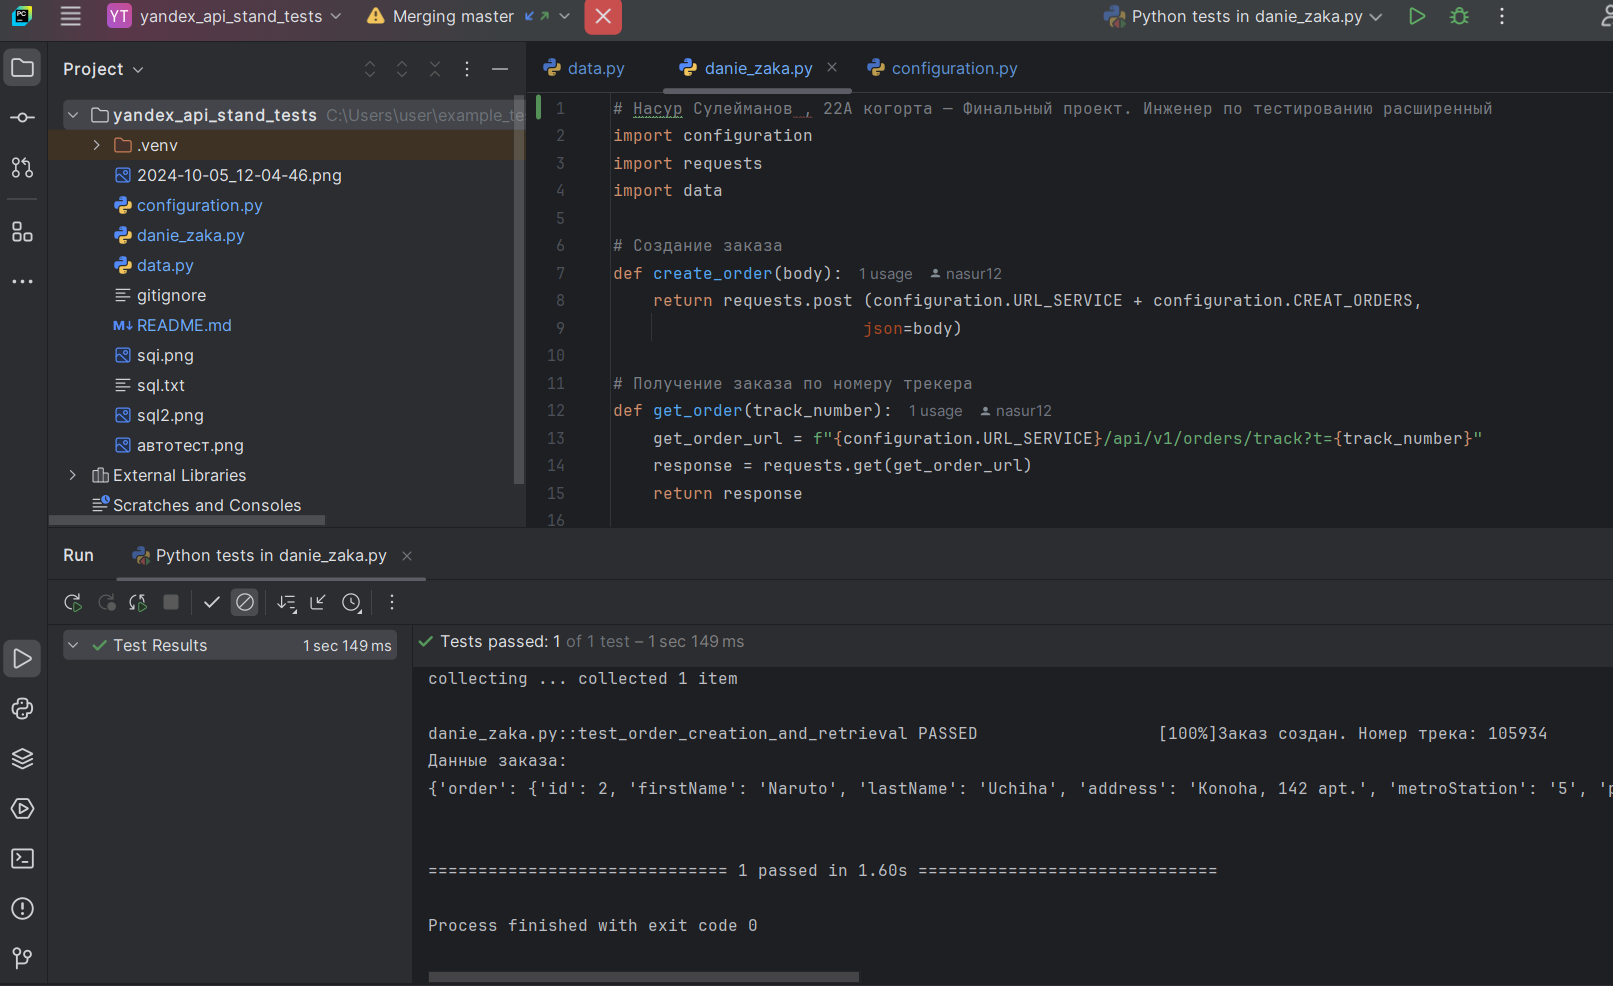 PC
YT yandex_api_stand_tests
Merging master
Python tests in danie_zaka.py
Project
data.py
danie_zaka.py
configuration.py
yandex_api_stand_tests C:\Users\user\example_te
.venv
2024-10-05_12-04-46.png
configuration.py
danie_zaka.py
data.py
gitignore
M↓ README.md
sqi.png
sql.txt
sql2.png
автотест.png
External Libraries
Scratches and Consoles
1 # Насур Сулейманов , 22А когорта — Финальный проект. Инженер по тестированию расширенный
2 import configuration
3 import requests
4 import data
5
6 # Создание заказа
7 def create_order(body): 1 usage nasur12
8 return requests.post (configuration.URL_SERVICE + configuration.CREAT_ORDERS,
9 json=body)
10
11 # Получение заказа по номеру трекера
12 def get_order(track_number): 1 usage nasur12
13 get_order_url = f"{configuration.URL_SERVICE}/api/v1/orders/track?t={track_number}"
14 response = requests.get(get_order_url)
15 return response
16
Run
Python tests in danie_zaka.py
Test Results 1 sec 149 ms
Tests passed: 1 of 1 test – 1 sec 149 ms
collecting ... collected 1 item
danie_zaka.py::test_order_creation_and_retrieval PASSED [100%]Заказ создан. Номер трека: 105934
Данные заказа:
{'order': {'id': 2, 'firstName': 'Naruto', 'lastName': 'Uchiha', 'address': 'Konoha, 142 apt.', 'metroStation': '5', 'p
============================== 1 passed in 1.60s ==============================
Process finished with exit code 0